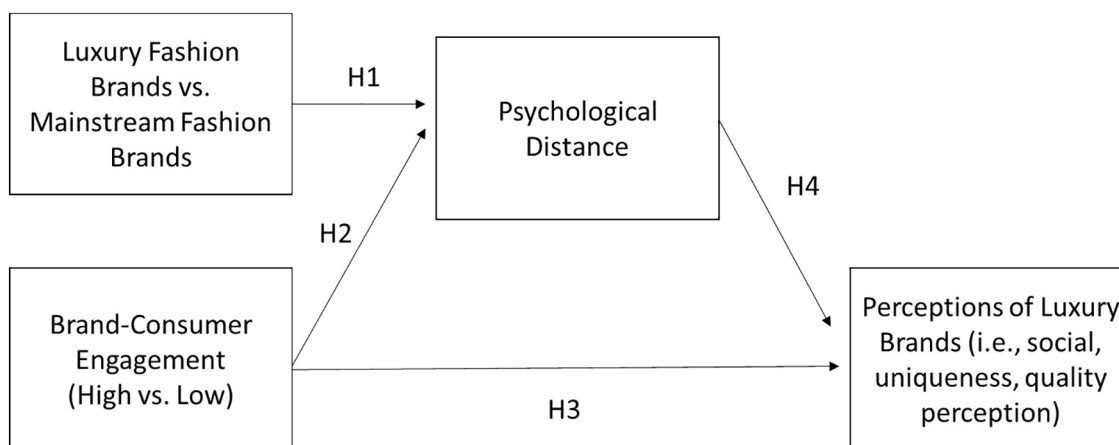 Luxury Fashion
Brands vs.
Mainstream Fashion
Brands
H1
Psychological
Distance
H2
H4
Brand-Consumer
Engagement
(High vs. Low)
H3
Perceptions of Luxury
Brands (i.e., social,
uniqueness, quality
perception)